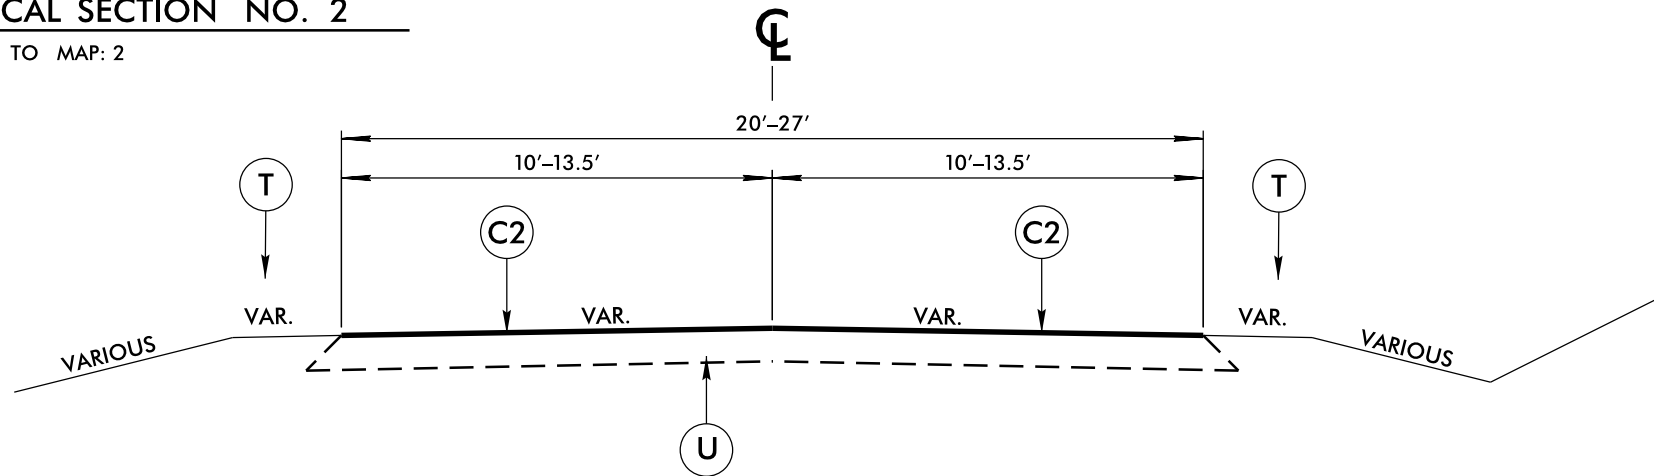 CAL SECTION NO. 2
TO MAP: 2
℄
20'–27'
10'–13.5' 10'–13.5'
T T
C2 C2
VAR. VAR. VAR. VAR.
VARIOUS VARIOUS
U